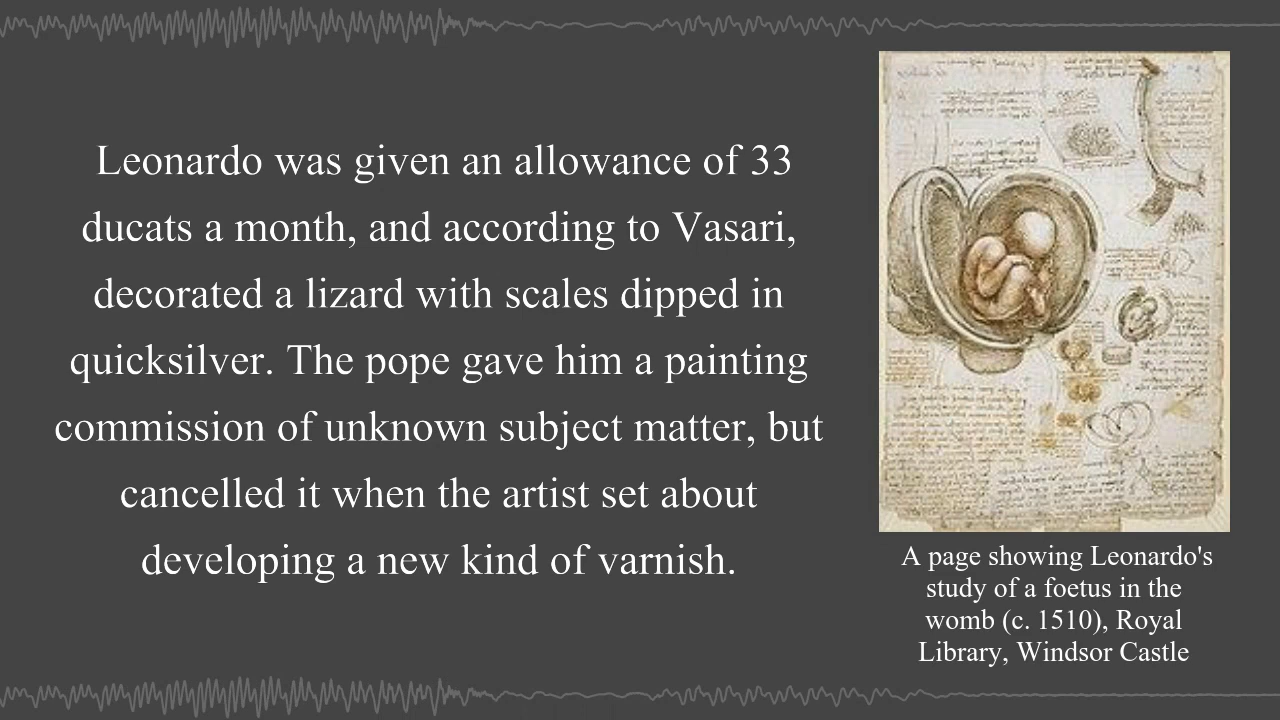 Leonardo was given an allowance of 33
ducats a month, and according to Vasari,
decorated a lizard with scales dipped in
quicksilver. The pope gave him a painting
commission of unknown subject matter, but
cancelled it when the artist set about
developing a new kind of varnish.
A page showing Leonardo's
study of a foetus in the
womb (c. 1510), Royal
Library, Windsor Castle